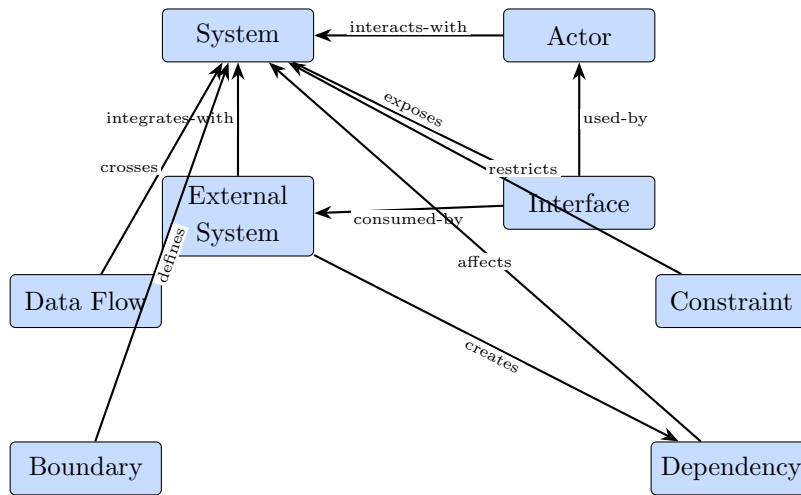 System
interacts-with
Actor
exposes
integrates-with
used-by
crosses
restricts
External
System
Interface
consumed-by
defines
affects
Data Flow
Constraint
creates
Boundary
Dependency